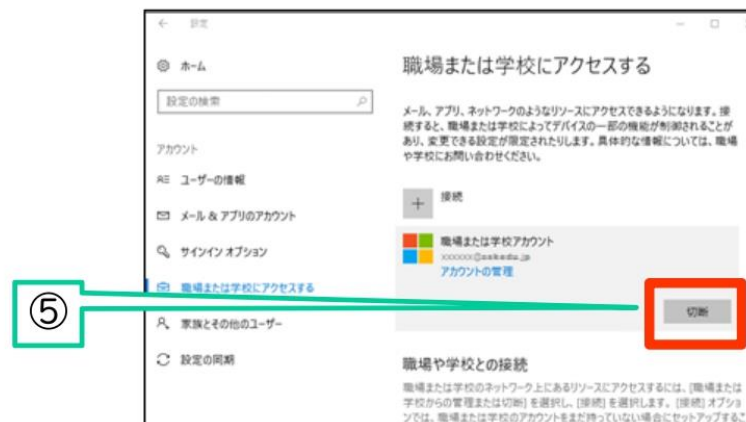 ← 設定
ホーム
設定の検索
アカウント
ユーザーの情報
メール & アプリのアカウント
サインイン オプション
職場または学校にアクセスする
家族とその他のユーザー
設定の同期
⑤
職場または学校にアクセスする
メール、アプリ、ネットワークのようなリソースにアクセスできるようになります。接
続すると、職場または学校によってデバイスの一部の機能が制御されることが
あり、変更できる設定が限定されたりします。具体的な情報については、職場
や学校にお問い合わせください。
+ 接続
職場または学校アカウント
アカウントの管理
切断
職場や学校との接続
職場または学校のネットワーク上にあるリソースにアクセスするには、[職場または
学校からの管理または切断] を選択し、[接続] を選択します。[接続] オプショ
ンでは、職場または学校のアカウントをまだ持っていない場合にセットアップするこ